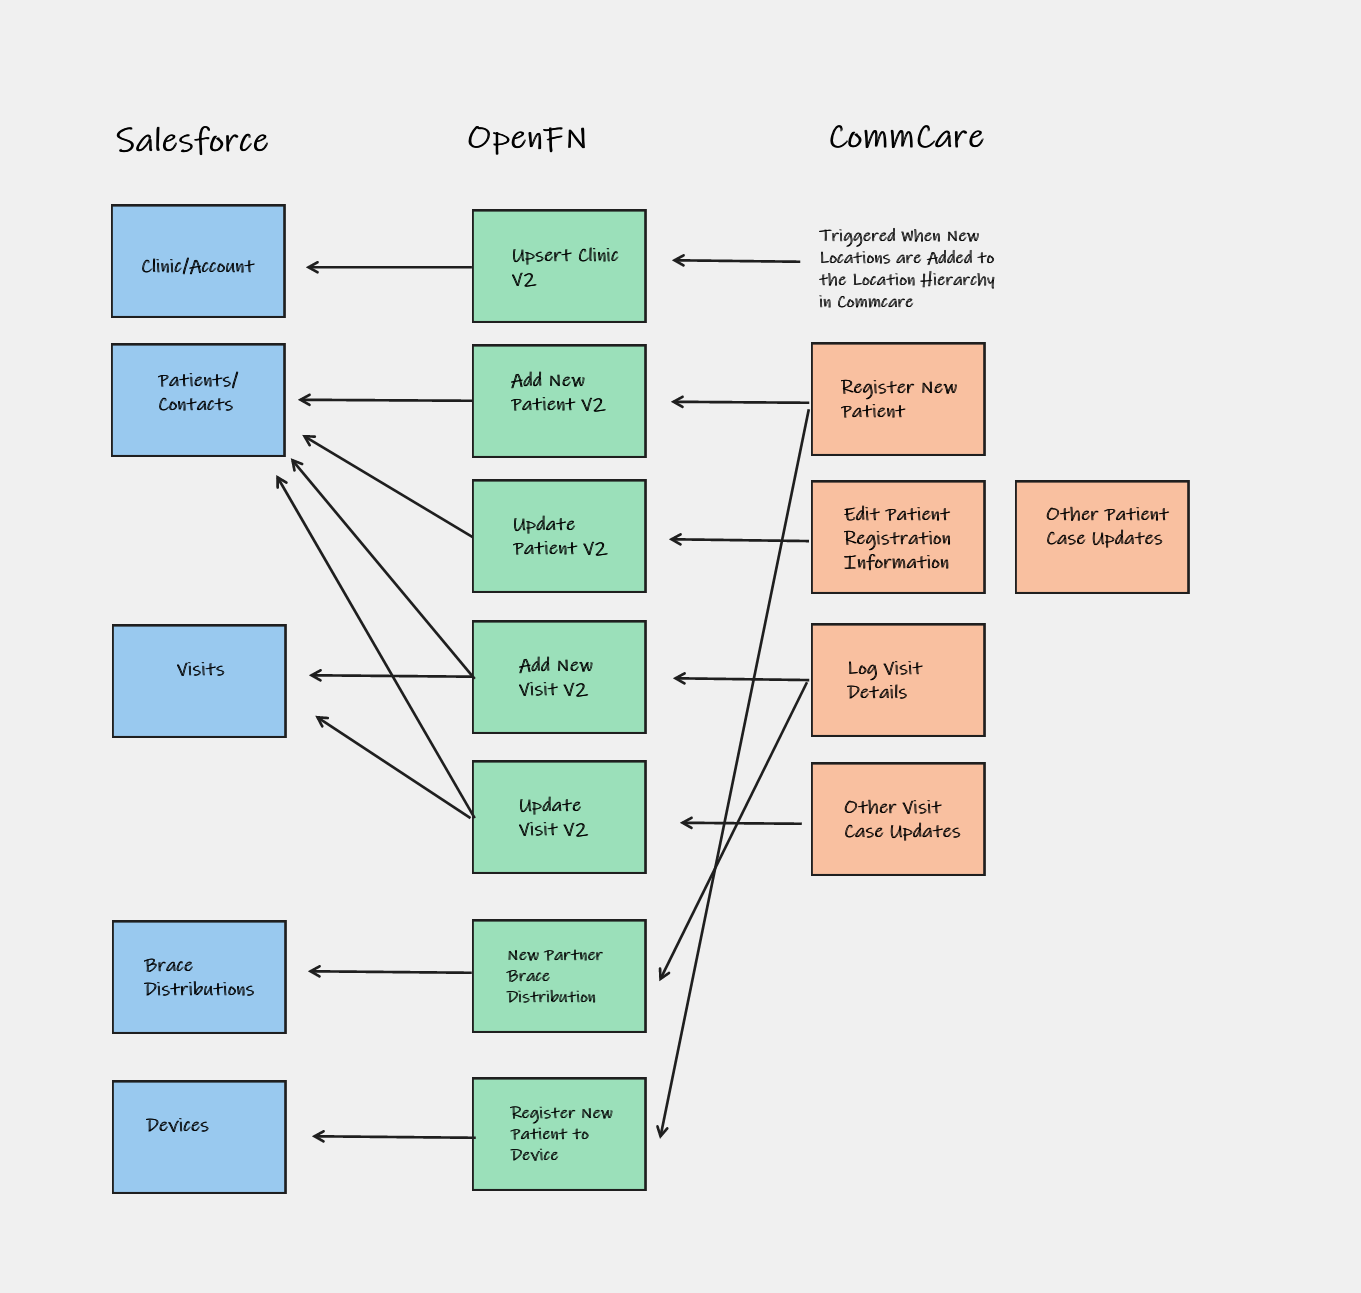 Salesforce
OpenFN
CommCare
Clinic/Account
Upsert Clinic
V2
Triggered When New
Locations are Added to
the Location Hierarchy
in Commcare
Patients/
Contacts
Add New
Patient V2
Register New
Patient
Update
Patient V2
Edit Patient
Registration
Information
Other Patient
Case Updates
Visits
Add New
Visit V2
Log Visit
Details
Update
Visit V2
Other Visit
Case Updates
Brace
Distributions
New Partner
Brace
Distribution
Devices
Register New
Patient to
Device